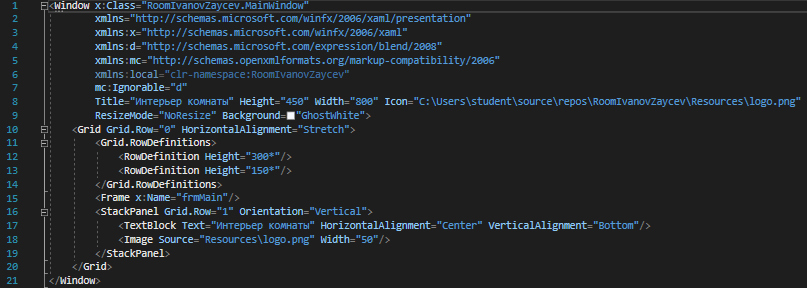 1 <Window x:Class="RoomIvanovZaycev.MainWindow"
2 xmlns="http://schemas.microsoft.com/winfx/2006/xaml/presentation"
3 xmlns:x="http://schemas.microsoft.com/winfx/2006/xaml"
4 xmlns:d="http://schemas.microsoft.com/expression/blend/2008"
5 xmlns:mc="http://schemas.openxmlformats.org/markup-compatibility/2006"
6 xmlns:local="clr-namespace:RoomIvanovZaycev"
7 mc:Ignorable="d"
8 Title="Интерьер комнаты" Height="450" Width="800" Icon="C:\Users\student\source\repos\RoomIvanovZaycev\Resources\logo.png"
9 ResizeMode="NoResize" Background="GhostWhite">
10 <Grid Grid.Row="0" HorizontalAlignment="Stretch">
11 <Grid.RowDefinitions>
12 <RowDefinition Height="300*"/>
13 <RowDefinition Height="150*"/>
14 </Grid.RowDefinitions>
15 <Frame x:Name="frmMain"/>
16 <StackPanel Grid.Row="1" Orientation="Vertical">
17 <TextBlock Text="Интерьер комнаты" HorizontalAlignment="Center" VerticalAlignment="Bottom"/>
18 <Image Source="Resources\logo.png" Width="50"/>
19 </StackPanel>
20 </Grid>
21 </Window>